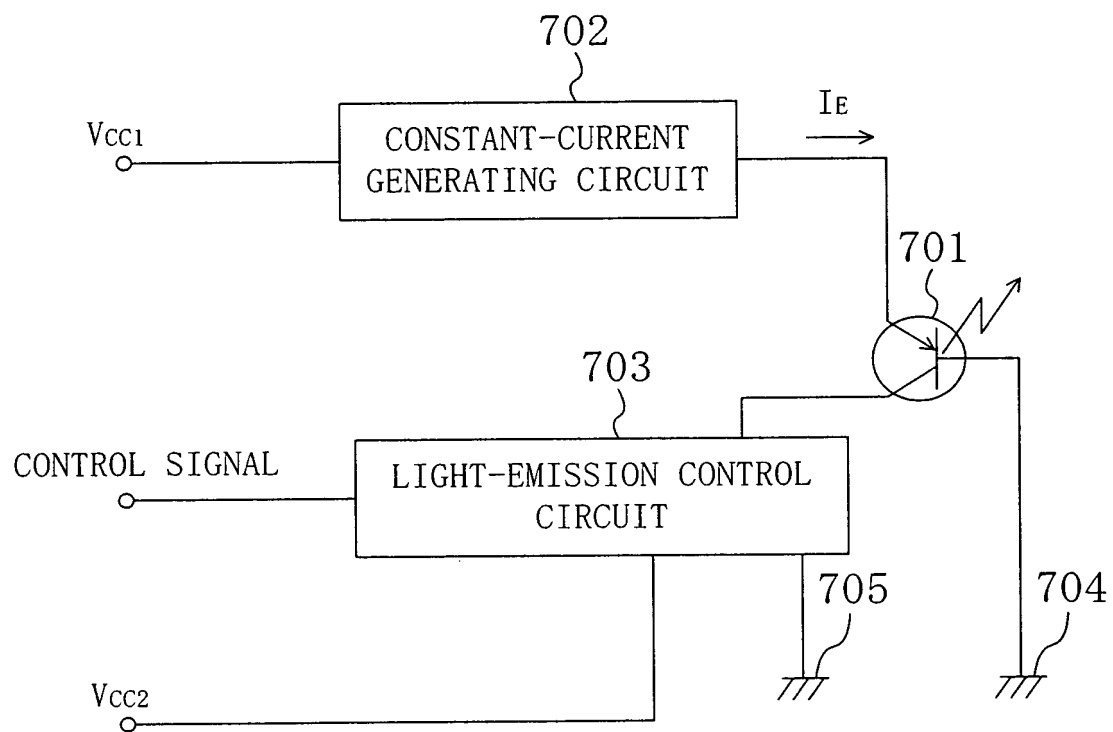 702
IE
VCC1
CONSTANT-CURRENT
GENERATING CIRCUIT
701
703
CONTROL SIGNAL
LIGHT-EMISSION CONTROL
CIRCUIT
705
704
VCC2